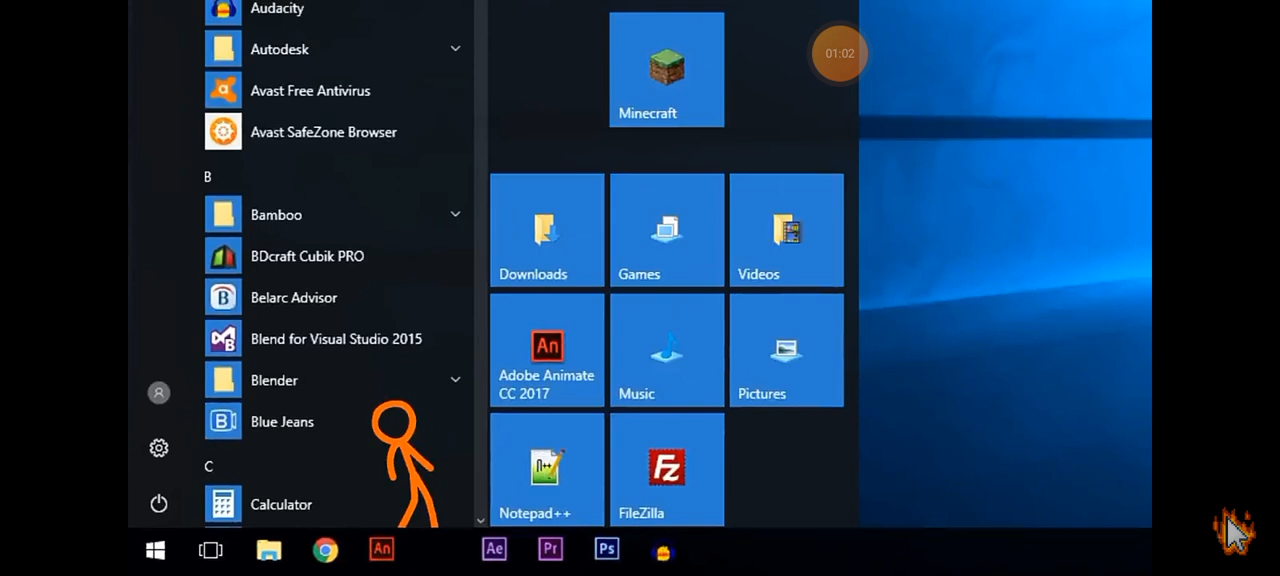 Audacity
Autodesk
Avast Free Antivirus
Avast SafeZone Browser
B
Bamboo
BDcraft Cubik PRO
Belarc Advisor
Blend for Visual Studio 2015
Blender
Blue Jeans
C
Calculator
Minecraft
01:02
Downloads
Games
Videos
An
Adobe Animate
CC 2017
Music
Pictures
n++
Notepad++
FZ
FileZilla
An
Ae
Pr
Ps